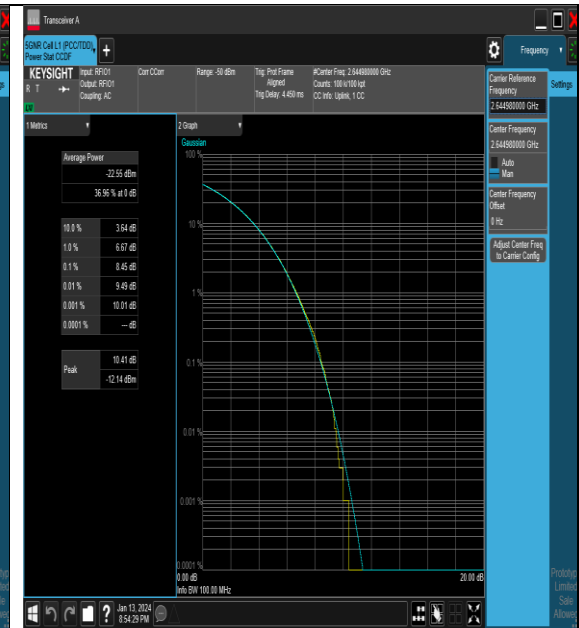 Transceiver A
5GNR Cell L1 (PCC/TDD),
Power Stat CCDF
Frequency
KEYSIGHT
R T
LV
Input: RFIO1
Output: RFIO1
Coupling: AC
Corr CCorr
Range: -50 dBm
Trig: Prot Frame
Aligned
Trig Delay: 4.450 ms
#Center Freq: 2.644980000 GHz
Counts: 100 k/100 kpt
CC Info: Uplink, 1 CC
Carrier Reference
Frequency
2.644980000 GHz
Settings
1 Metrics
2 Graph
Center Frequency
2.644980000 GHz
Auto
Man
Center Frequency
Offset
0 Hz
Adjust Center Freq
to Carrier Config
Average Power
-22.55 dBm
36.96 % at 0 dB
10.0 % 3.64 dB
1.0 % 6.67 dB
0.1 % 8.45 dB
0.01 % 9.49 dB
0.001 % 10.01 dB
0.0001 % --- dB
Peak
10.41 dB
-12.14 dBm
Gaussian
100 %
10 %
1 %
0.1 %
0.01 %
0.001 %
0.0001 %
0.00 dB
20.00 dB
Info BW 100.00 MHz
Jan 13, 2024
8:54:29 PM